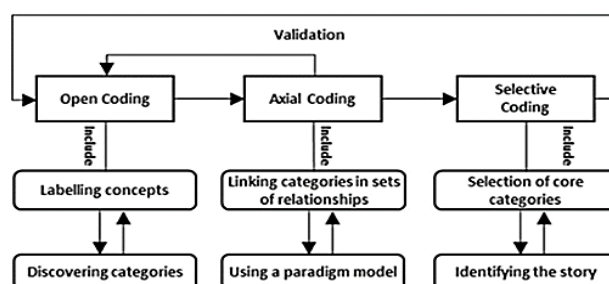 Validation
Open Coding
Axial Coding
Selective
Coding
Include
Include
Include
Labelling concepts
Linking categories in sets
of relationships
Selection of core
categories
Discovering categories
Using a paradigm model
Identifying the story